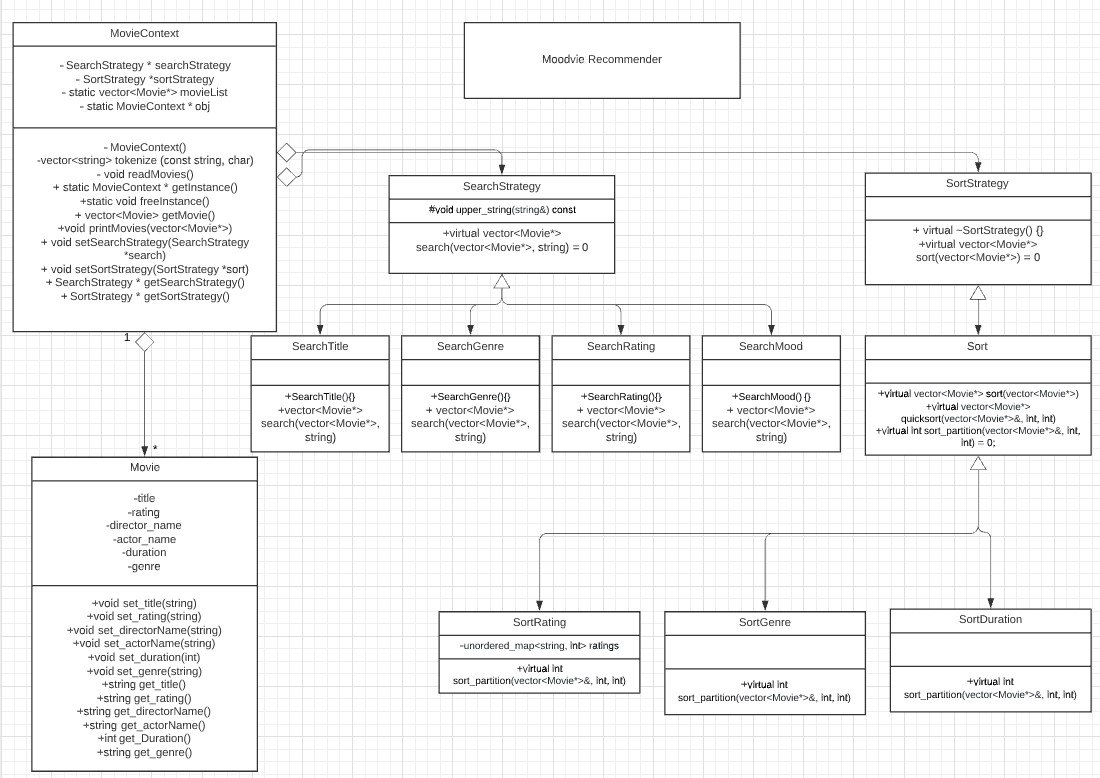 MovieContext
- SearchStrategy * searchStrategy
- SortStrategy *sortStrategy
- static vector<Movie*> movieList
- static MovieContext * obj
- MovieContext()
-vector<string> tokenize (const string, char)
- void readMovies()
+ static MovieContext * getInstance()
+static void freeInstance()
+ vector<Movie> getMovie()
+void printMovies(vector<Movie*>)
+ void setSearchStrategy(SearchStrategy
*search)
+ void setSortStrategy(SortStrategy *sort)
+ SearchStrategy * getSearchStrategy()
+ SortStrategy * getSortStrategy()
Moodvie Recommender
SearchStrategy
#void upper_string(string&) const
+virtual vector<Movie*>
search(vector<Movie*>, string) = 0
SortStrategy
+ virtual ~SortStrategy() {}
+virtual vector<Movie*>
sort(vector<Movie*>) = 0
1
*
SearchTitle
+SearchTitle(){}
+vector<Movie*>
search(vector<Movie*>,
string)
SearchGenre
+SearchGenre(){}
+ vector<Movie*>
search(vector<Movie*>,
string)
SearchRating
+SearchRating(){}
+ vector<Movie*>
search(vector<Movie*>,
string)
SearchMood
+SearchMood() {}
+ vector<Movie*>
search(vector<Movie*>,
string)
Sort
+virtual vector<Movie*> sort(vector<Movie*>)
+virtual vector<Movie*>
quicksort(vector<Movie*>&, int, int)
+virtual int sort_partition(vector<Movie*>&, int,
int) = 0;
Movie
-title
-rating
-director_name
-actor_name
-duration
-genre
+void set_title(string)
+void set_rating(string)
+void set_directorName(string)
+void set_actorName(string)
+void set_duration(int)
+void set_genre(string)
+string get_title()
+string get_rating()
+string get_directorName()
+string get_actorName()
+int get_Duration()
+string get_genre()
SortRating
-unordered_map<string, int> ratings
+virtual int
sort_partition(vector<Movie*>&, int, int)
SortGenre
+virtual int
sort_partition(vector<Movie*>&, int, int)
SortDuration
+virtual int
sort_partition(vector<Movie*>&, int, int)